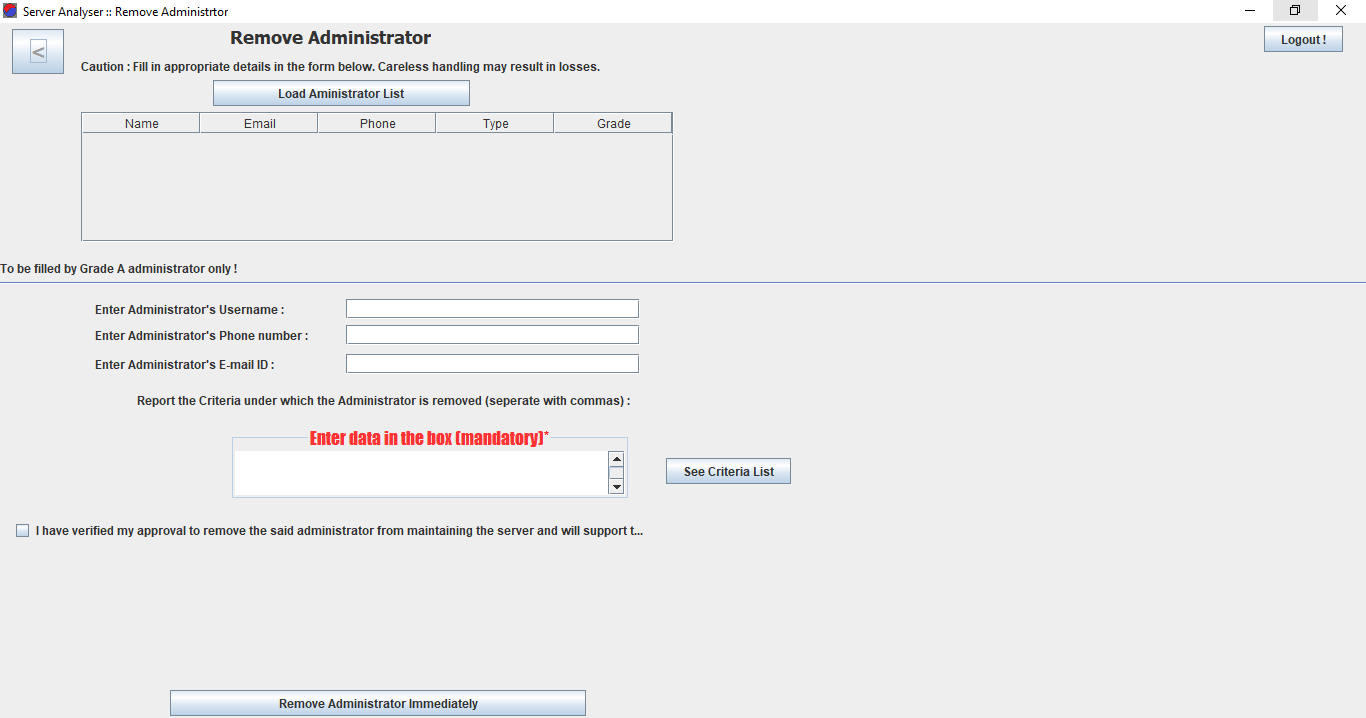 Server Analyser :: Remove Administrtor
Remove Administrator
Logout !
<
Caution : Fill in appropriate details in the form below. Careless handling may result in losses.
Load Aministrator List
Name Email Phone Type Grade
To be filled by Grade A administrator only !
Enter Administrator's Username :
Enter Administrator's Phone number :
Enter Administrator's E-mail ID :
Report the Criteria under which the Administrator is removed (seperate with commas) :
Enter data in the box (mandatory)*
See Criteria List
I have verified my approval to remove the said administrator from maintaining the server and will support t...
Remove Administrator Immediately